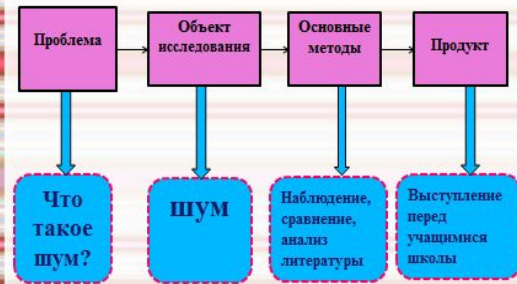 Проблема
Объект
исследования
Основные
методы
Продукт
Что
такое
шум?
шум
Наблюдение,
сравнение,
анализ
литературы
Выступление
перед
учащимися
школы